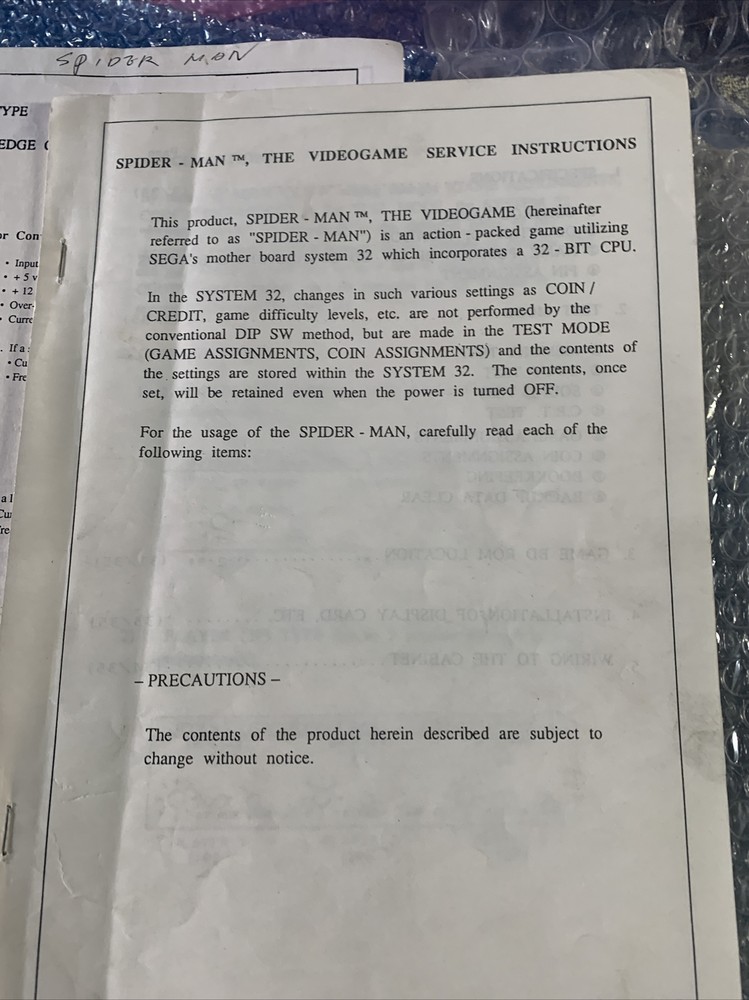 SPIDER MAN
TYPE
EDGE
or Con
• Input
• + 5 v
• + 12
• Over-
• Curre
. If a
• Cu
• Fre
a l
Cu
SPIDER - MAN ™, THE VIDEOGAME SERVICE INSTRUCTIONS
This product, SPIDER - MAN ™, THE VIDEOGAME (hereinafter
referred to as "SPIDER - MAN") is an action - packed game utilizing
SEGA's mother board system 32 which incorporates a 32 - BIT CPU.
In the SYSTEM 32, changes in such various settings as COIN /
CREDIT, game difficulty levels, etc. are not performed by the
conventional DIP SW method, but are made in the TEST MODE
(GAME ASSIGNMENTS, COIN ASSIGNMENTS) and the contents of
the settings are stored within the SYSTEM 32. The contents, once
set, will be retained even when the power is turned OFF.
For the usage of the SPIDER - MAN, carefully read each of the
following items:
– PRECAUTIONS –
The contents of the product herein described are subject to
change without notice.